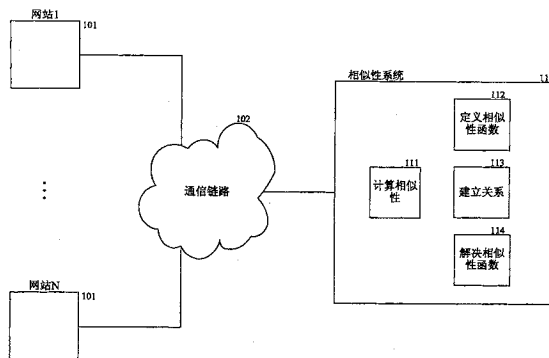 网站1
101
相似性系统
11
112
定义相似
性函数
102
111
113
通信链路
计算相似
性
建立关系
114
解决相似
性函数
网站N
101